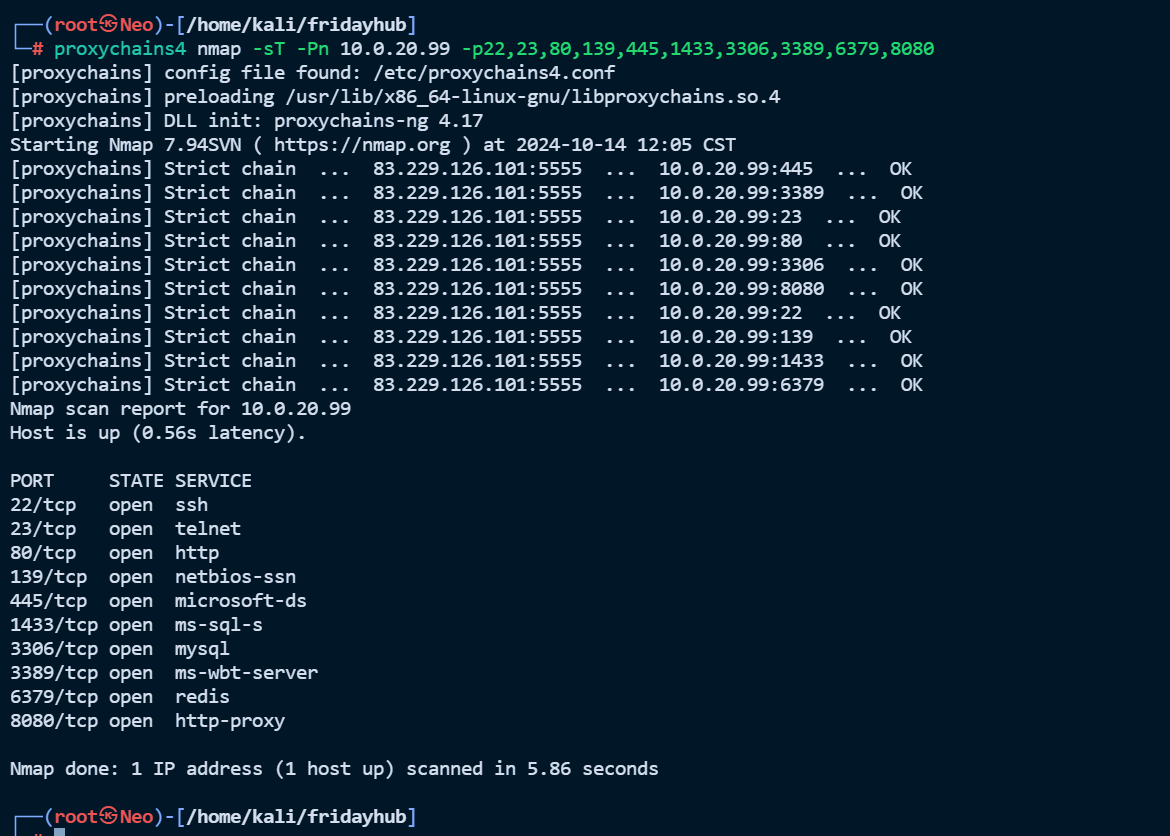 ┌──(root㉿Neo)-[/home/kali/fridayhub]
└─# proxychains4 nmap -sT -Pn 10.0.20.99 -p22,23,80,139,445,1433,3306,3389,6379,8080
[proxychains] config file found: /etc/proxychains4.conf
[proxychains] preloading /usr/lib/x86_64-linux-gnu/libproxychains.so.4
[proxychains] DLL init: proxychains-ng 4.17
Starting Nmap 7.94SVN ( https://nmap.org ) at 2024-10-14 12:05 CST
[proxychains] Strict chain  ...  83.229.126.101:5555  ...  10.0.20.99:445  ...  OK
[proxychains] Strict chain  ...  83.229.126.101:5555  ...  10.0.20.99:3389  ...  OK
[proxychains] Strict chain  ...  83.229.126.101:5555  ...  10.0.20.99:23  ...  OK
[proxychains] Strict chain  ...  83.229.126.101:5555  ...  10.0.20.99:80  ...  OK
[proxychains] Strict chain  ...  83.229.126.101:5555  ...  10.0.20.99:3306  ...  OK
[proxychains] Strict chain  ...  83.229.126.101:5555  ...  10.0.20.99:8080  ...  OK
[proxychains] Strict chain  ...  83.229.126.101:5555  ...  10.0.20.99:22  ...  OK
[proxychains] Strict chain  ...  83.229.126.101:5555  ...  10.0.20.99:139  ...  OK
[proxychains] Strict chain  ...  83.229.126.101:5555  ...  10.0.20.99:1433  ...  OK
[proxychains] Strict chain  ...  83.229.126.101:5555  ...  10.0.20.99:6379  ...  OK
Nmap scan report for 10.0.20.99
Host is up (0.56s latency).

PORT     STATE SERVICE
22/tcp   open  ssh
23/tcp   open  telnet
80/tcp   open  http
139/tcp  open  netbios-ssn
445/tcp  open  microsoft-ds
1433/tcp open  ms-sql-s
3306/tcp open  mysql
3389/tcp open  ms-wbt-server
6379/tcp open  redis
8080/tcp open  http-proxy

Nmap done: 1 IP address (1 host up) scanned in 5.86 seconds

┌──(root㉿Neo)-[/home/kali/fridayhub]